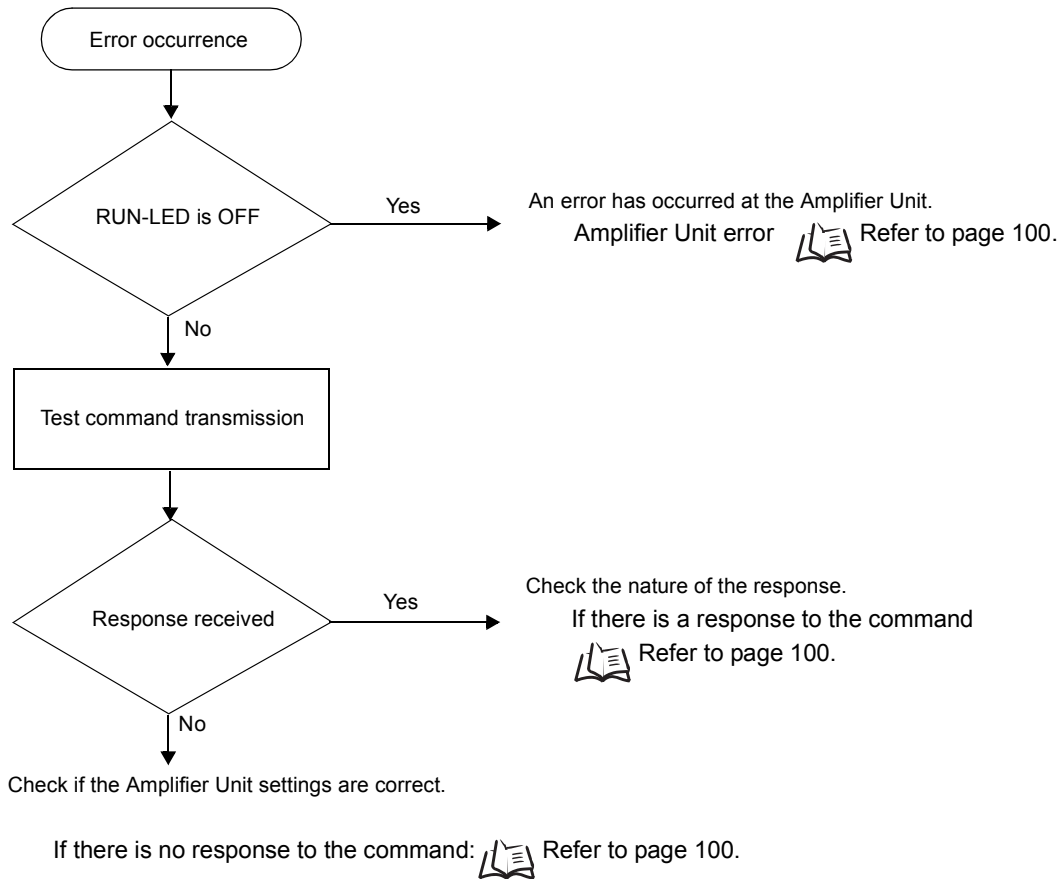 Error occurrence
RUN-LED is OFF
Yes
An error has occurred at the Amplifier Unit.
Amplifier Unit error Refer to page 100.
No
Test command transmission
Response received
Yes
Check the nature of the response.
If there is a response to the command
Refer to page 100.
No
Check if the Amplifier Unit settings are correct.
If there is no response to the command: Refer to page 100.